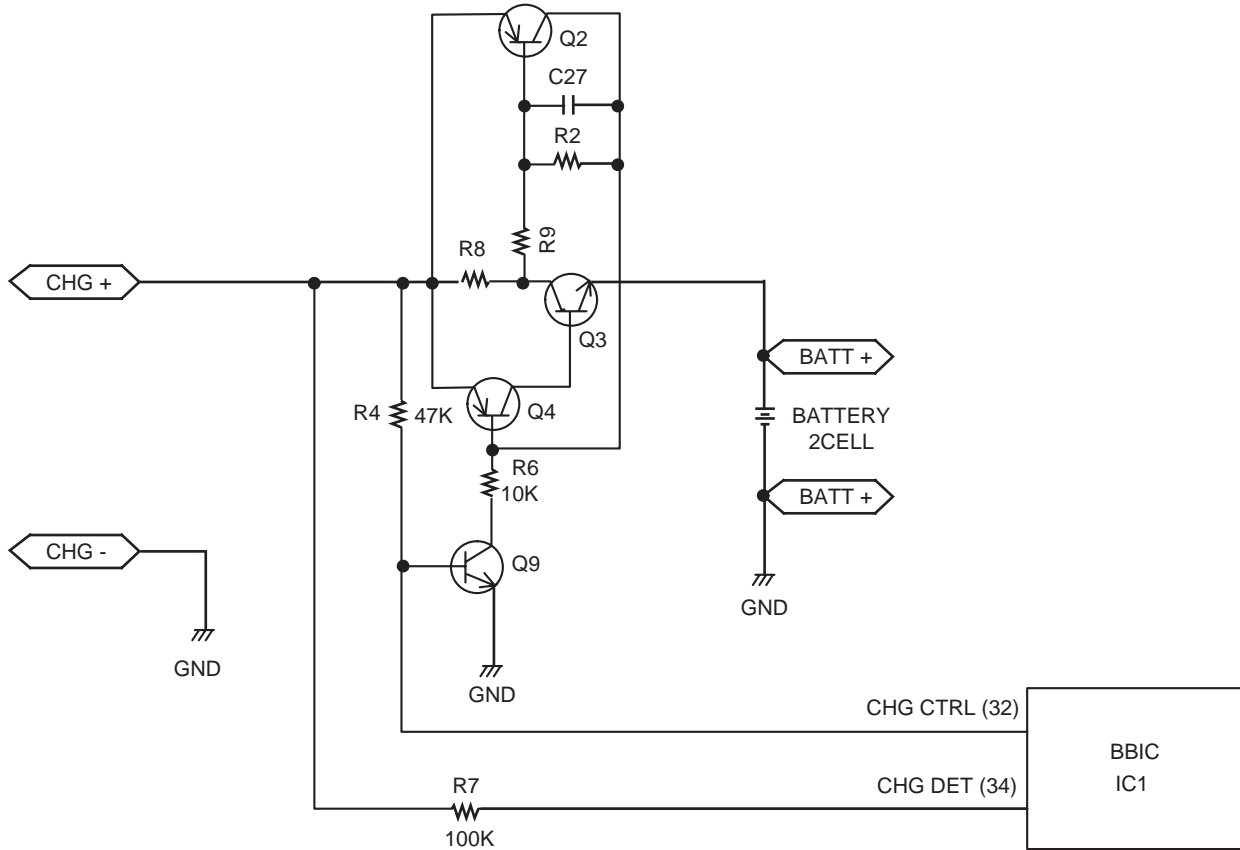 Q2
C27
R2
R8
R9
CHG +
Q3
BATT +
R4 47K
Q4
BATTERY
2CELL
R6
10K
BATT +
CHG -
Q9
GND
GND
GND
CHG CTRL (32)
BBIC
IC1
CHG DET (34)
R7
100K